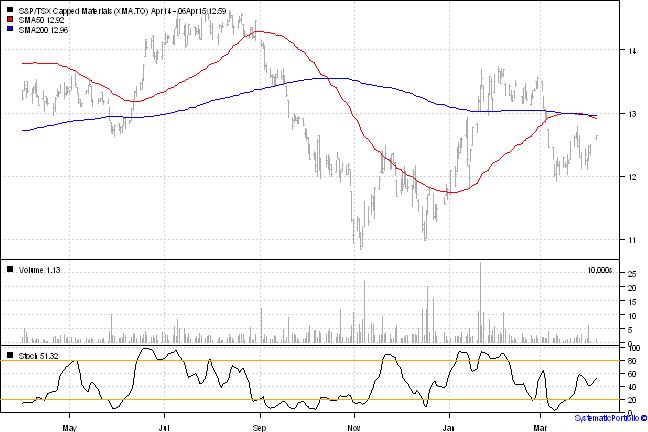 S&P/TSX Capped Materials (XMA.TO) Apr14 - 06Apr15 12.59
SMA50 12.92
SMA200 12.96
14
13
12
11
Volume 1.13
10,000s
25
20
15
10
5
0
Stoch 51.32
100
80
60
40
20
0
May
Jul
Sep
Nov
Jan
Mar
SystematicPortfolio ©